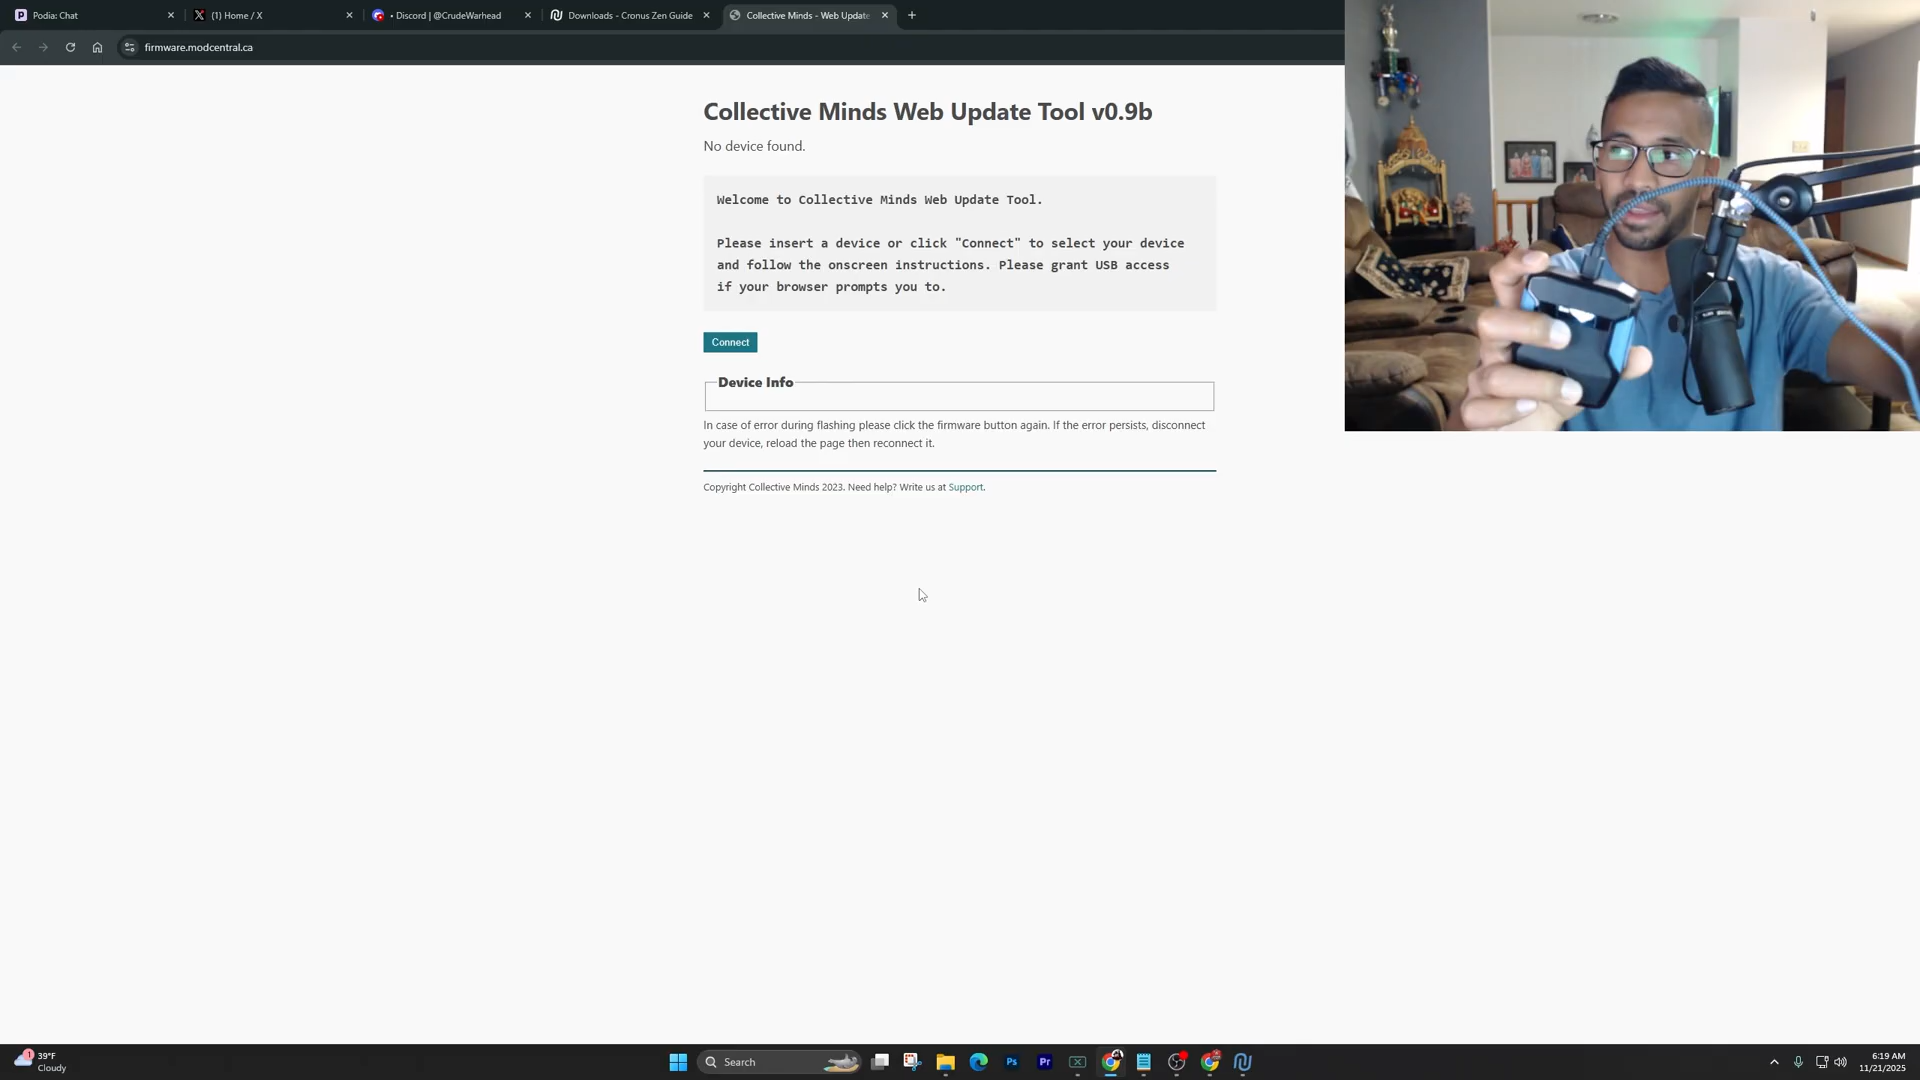 Podia: Chat
(1) Home / X
• Discord | @CrudeWarhead
Downloads - Cronus Zen Guide
Collective Minds - Web Update
firmware.modcentral.ca
Collective Minds Web Update Tool v0.9b
No device found.
Welcome to Collective Minds Web Update Tool.
Please insert a device or click "Connect" to select your device
and follow the onscreen instructions. Please grant USB access
if your browser prompts you to.
Connect
Device Info
In case of error during flashing please click the firmware button again. If the error persists, disconnect
your device, reload the page then reconnect it.
Copyright Collective Minds 2023. Need help? Write us at Support.
1
39°F
Cloudy
Search
Ps
Pr
6:19 AM
11/21/2025